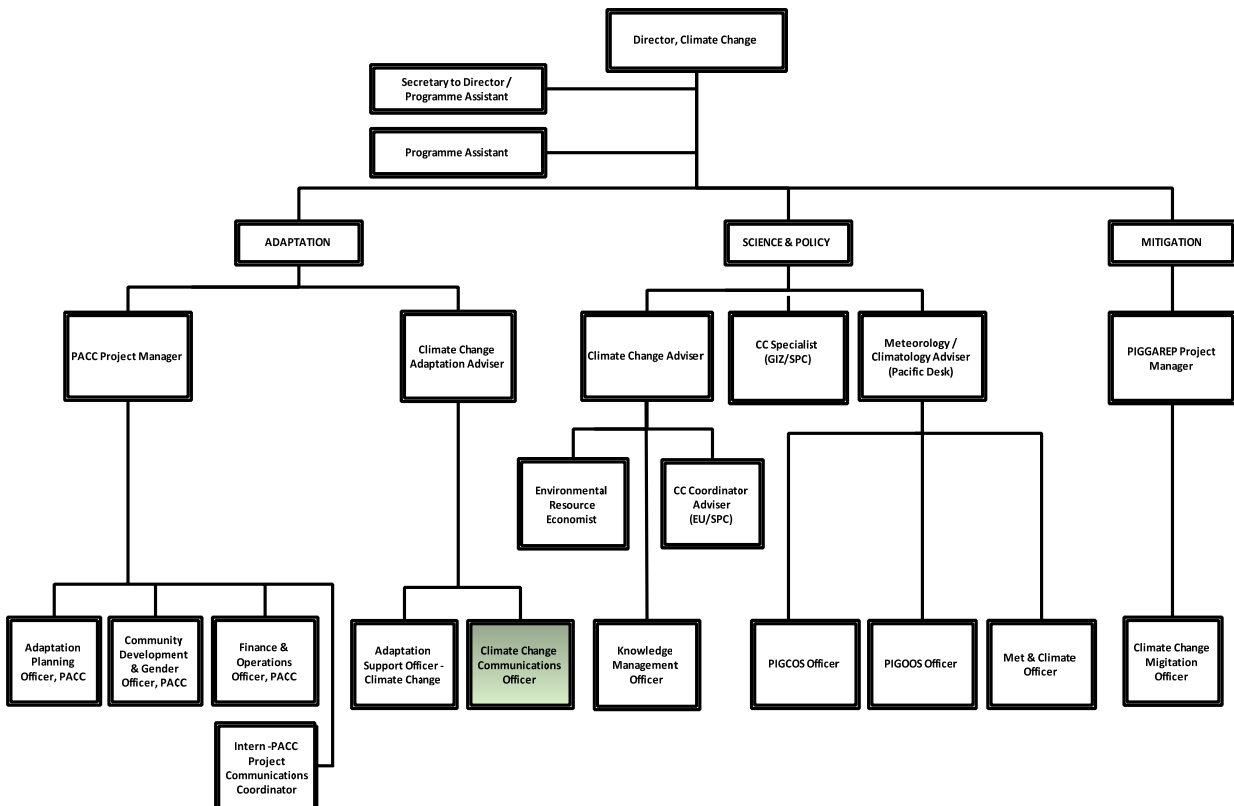 Director, Climate Change
Secretary to Director /
Programme Assistant
Programme Assistant
ADAPTATION
SCIENCE & POLICY
MITIGATION
PACC Project Manager
Climate Change
Adaptation Adviser
Climate Change Adviser
CC Specialist
(GIZ/SPC)
Meteorology /
Climatology Adviser
(Pacific Desk)
PIGGAREP Project
Manager
Environmental
Resource
Economist
CC Coordinator
Adviser
(EU/SPC)
Adaptation
Planning
Officer, PACC
Community
Development
& Gender
Officer, PACC
Finance &
Operations
Officer, PACC
Adaptation
Support Officer -
Climate Change
Climate Change
Communications
Officer
Knowledge
Management
Officer
PIGCOS Officer
PIGOOS Officer
Met & Climate
Officer
Climate Change
Migitation
Officer
Intern -PACC
Project
Communications
Coordinator